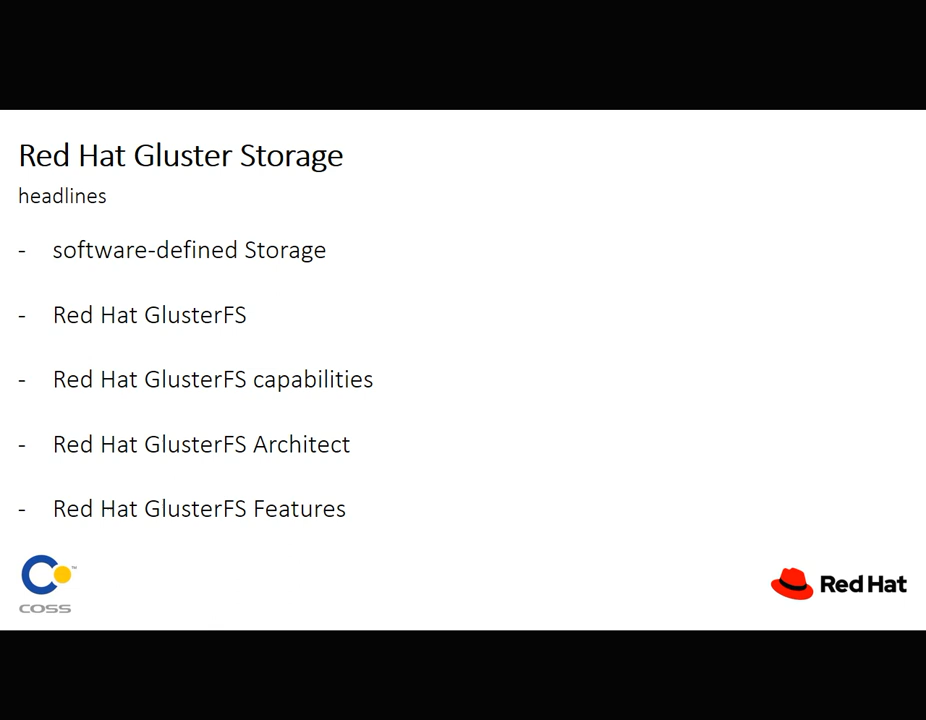 Red Hat Gluster Storage
headlines
- software-defined Storage
- Red Hat GlusterFS
- Red Hat GlusterFS capabilities
- Red Hat GlusterFS Architect
- Red Hat GlusterFS Features
TM
COSS
Red Hat